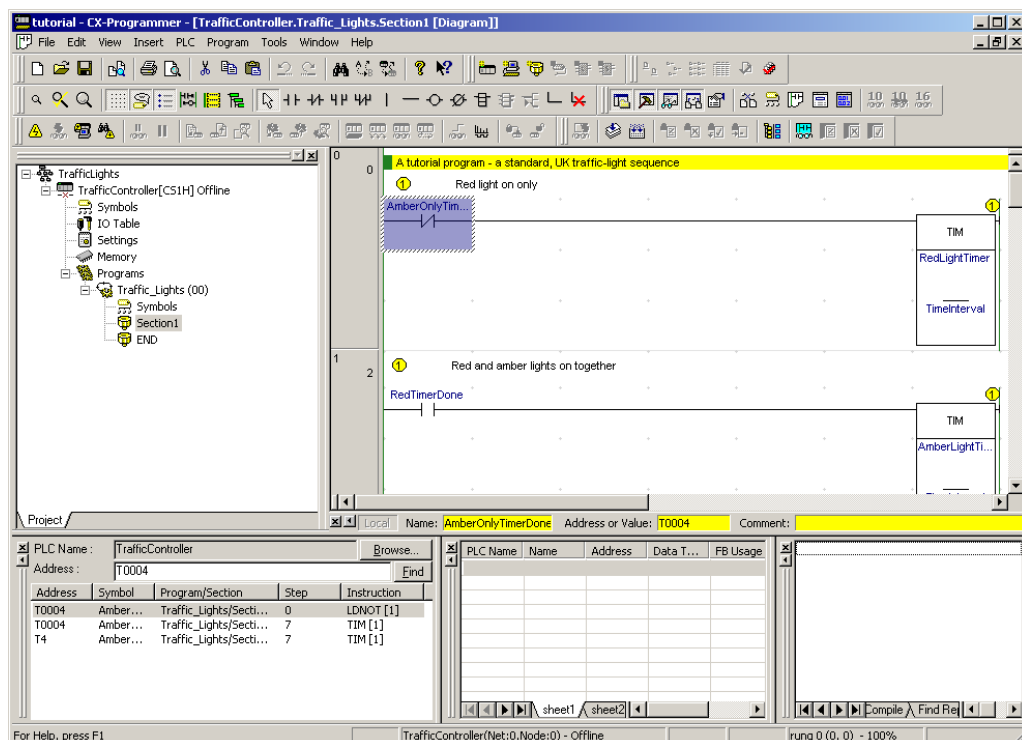 tutorial - CX-Programmer - [TrafficController.Traffic_Lights.Section1 [Diagram]]
File Edit View Insert PLC Program Tools Window Help
10 10 16
TrafficLights
TrafficController[CS1H] Offline
Symbols
IO Table
Settings
Memory
Programs
Traffic_Lights (00)
Symbols
Section1
END
Project
0
0
A tutorial program - a standard, UK traffic-light sequence
1 Red light on only
AmberOnlyTim...
1
TIM
RedLightTimer
TimeInterval
1
2
1 Red and amber lights on together
RedTimerDone
1
TIM
AmberLightTi...
Local Name: AmberOnlyTimerDone Address or Value: T0004 Comment:
PLC Name : TrafficController Browse...
Address : T0004 Find
Address Symbol Program/Section Step Instruction
T0004 Amber... Traffic_Lights/Secti... 0 LDNOT [1]
T0004 Amber... Traffic_Lights/Secti... 7 TIM [1]
T4 Amber... Traffic_Lights/Secti... 7 TIM [1]
PLC Name Name Address Data T... FB Usage
sheet1 sheet2
Compile Find Rep
For Help, press F1 TrafficController(Net:0,Node:0) - Offline rung 0 (0, 0) - 100%